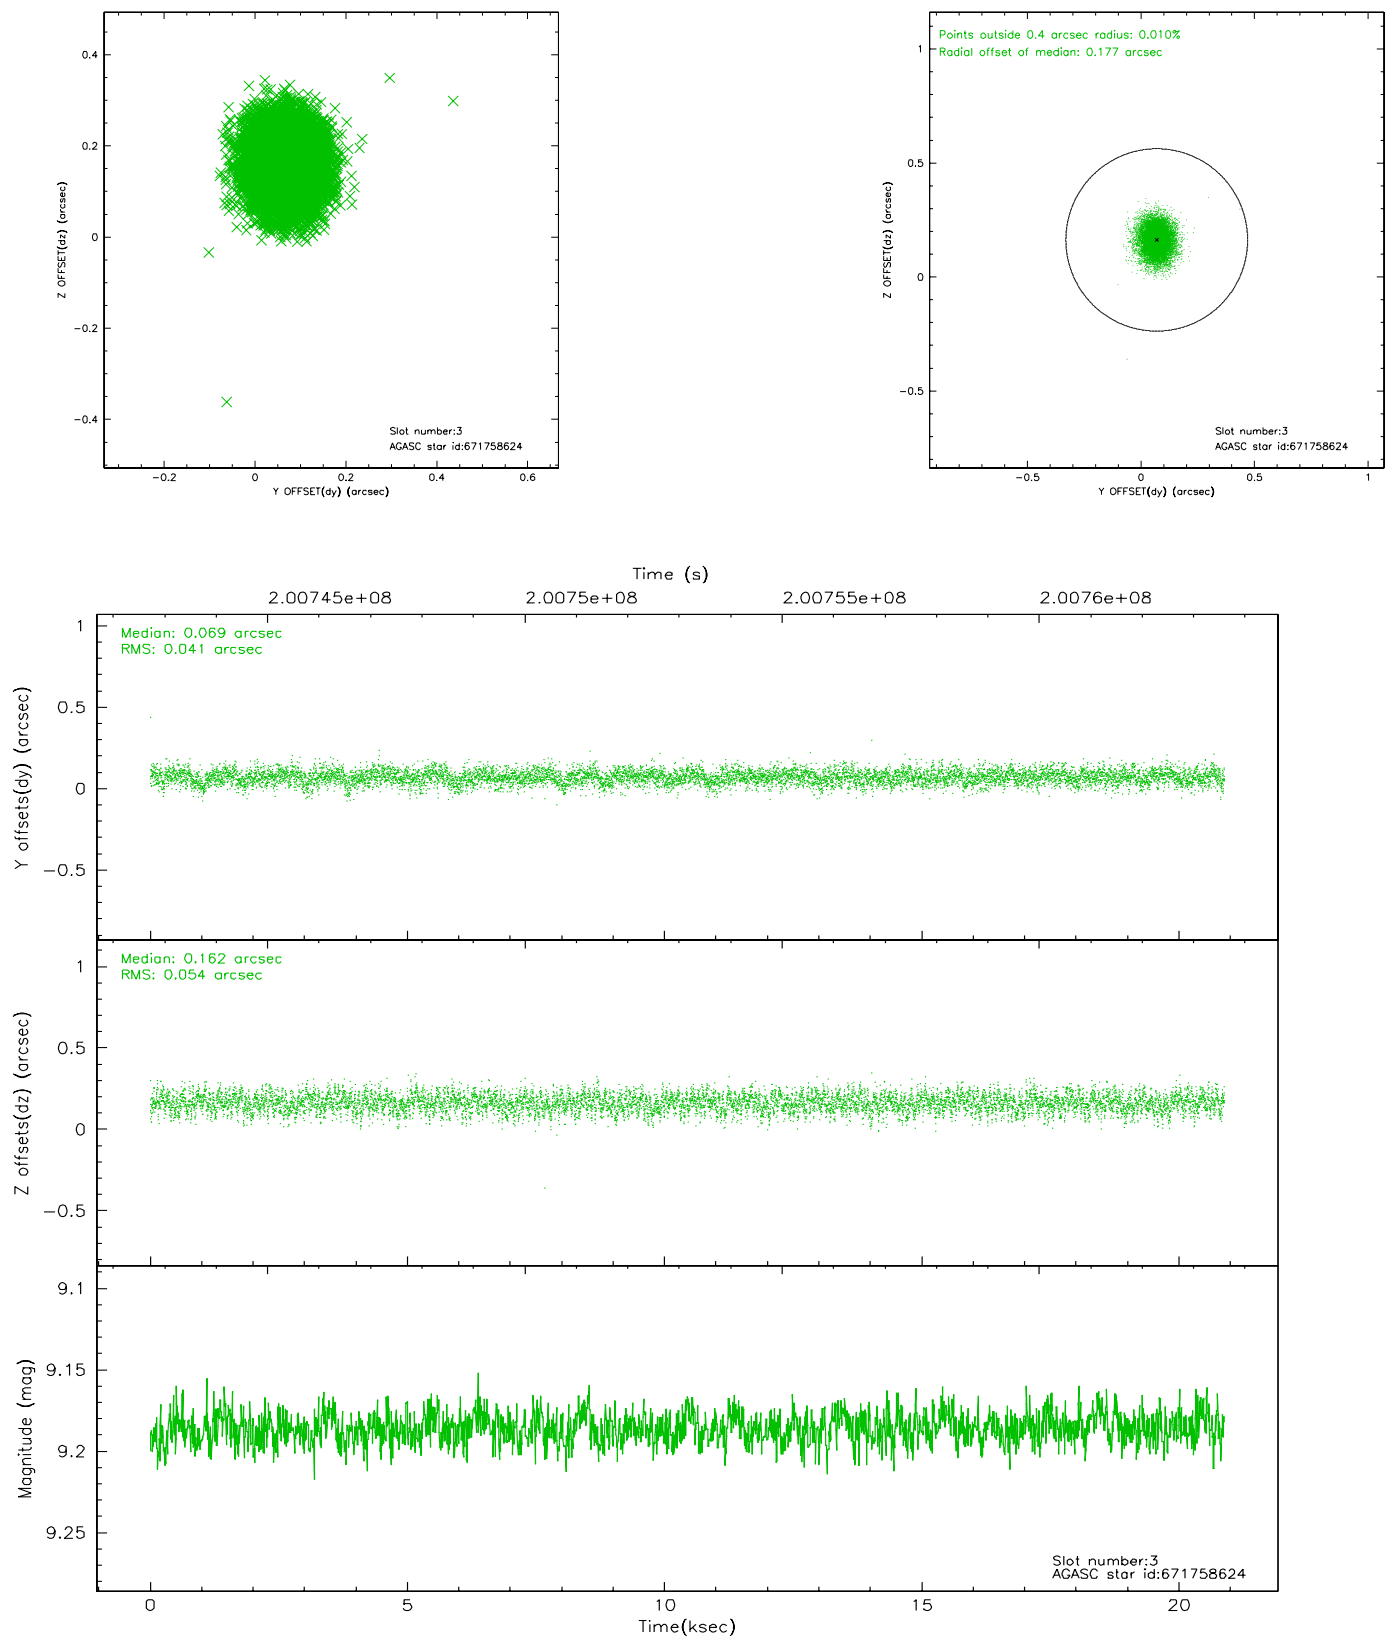 0.4
0.2
0
−0.2
−0.4
Z OFFSET(dz) (arcsec)
Slot number:3
AGASC star id:671758624
−0.2 0 0.2 0.4 0.6
Y OFFSET(dy) (arcsec)
Points outside 0.4 arcsec radius: 0.010%
Radial offset of median: 0.177 arcsec
1
0.5
0
−0.5
Z OFFSET(dz) (arcsec)
Slot number:3
AGASC star id:671758624
−0.5 0 0.5 1
Y OFFSET(dy) (arcsec)
Time (s)
2.00745e+08 2.0075e+08 2.00755e+08 2.0076e+08
Median: 0.069 arcsec
RMS: 0.041 arcsec
1
0.5
0
−0.5
Y offsets(dy) (arcsec)
Median: 0.162 arcsec
RMS: 0.054 arcsec
1
0.5
0
−0.5
Z offsets(dz) (arcsec)
9.1
9.15
9.2
9.25
Magnitude (mag)
Slot number:3
AGASC star id:671758624
0 5 10 15 20
Time(ksec)